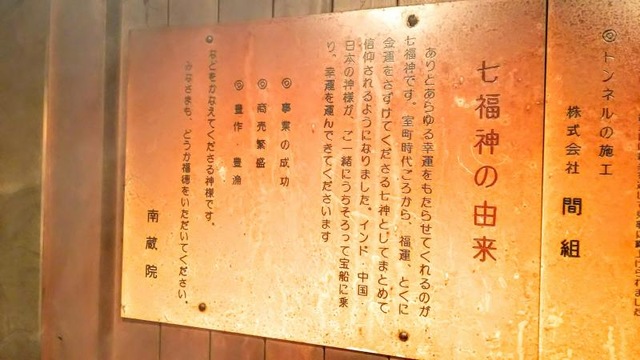 ◎トンネルの施工
株式会社 間組
七福神の由来
ありとあらゆる幸運をもたらせてくれるのが
七福神です。室町時代ごろから、福運、とくに
金運をさずけてくださる七神としてまとめて
信仰されるようになりました。インド、中国
日本の神様が、ご一緒にうちそろって宝船に乗
り、幸運を運んできてくださいます
◎事業の成功
◎商売繁盛
◎豊作・豊漁
などをかなえてくださる神様です。
みなさまも、どうか福徳をいただいてください。
南蔵院